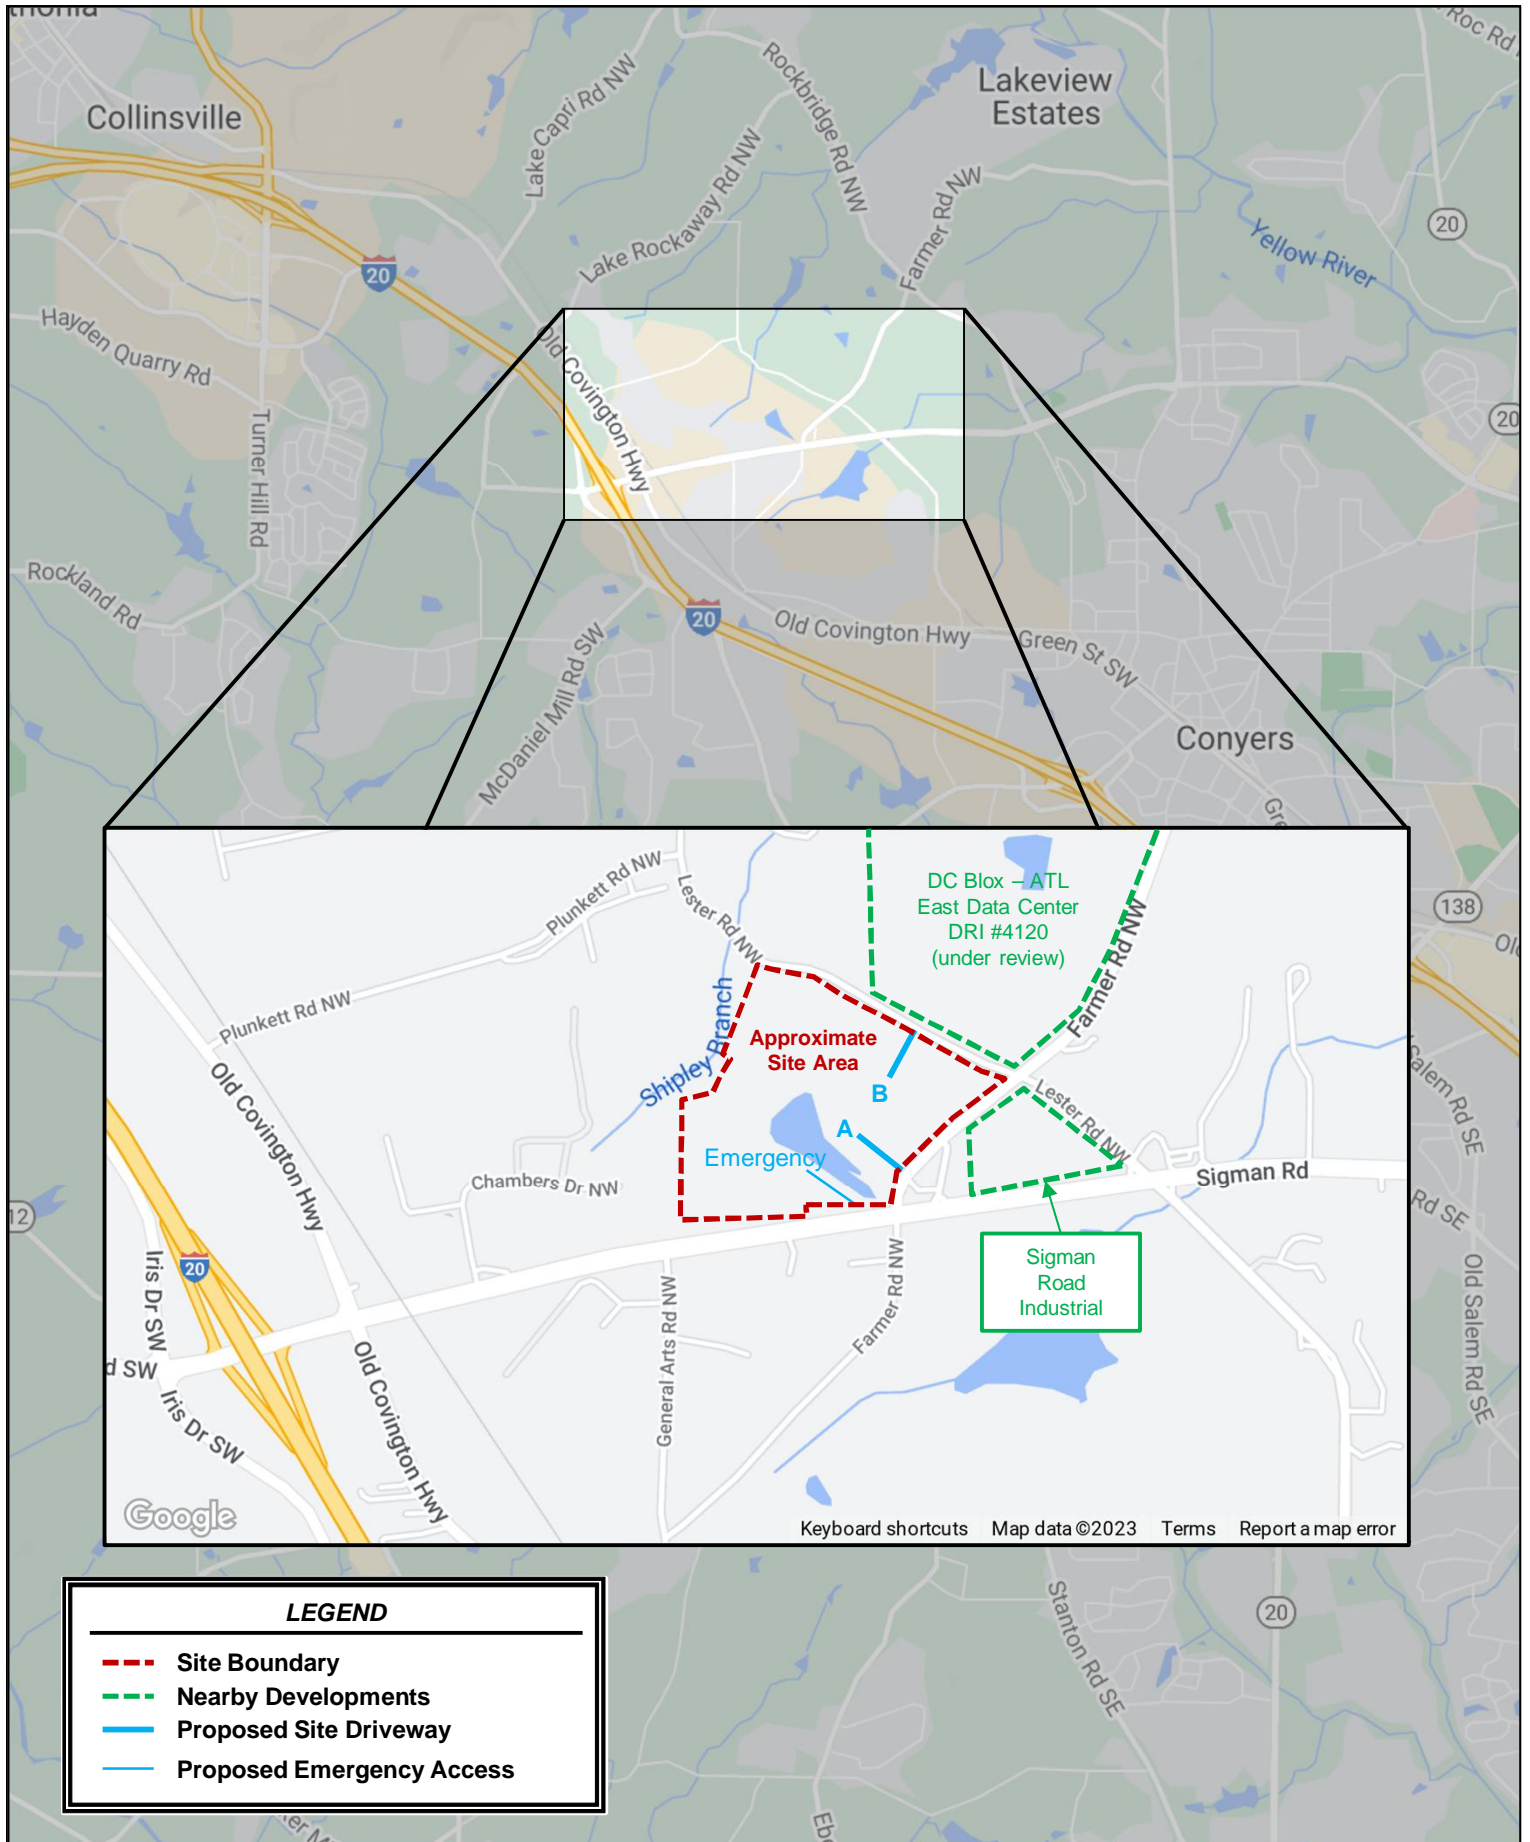 Collinsville
Lake Capri Rd NW
Rockbridge Rd NW
Lakeview
Estates
Lake Rockaway Rd NW
Farmer Rd NW
20
Yellow River
20
Hayden Quarry Rd
Old Covington Hwy
Turner Hill Rd
20
Rockland Rd
20
Old Covington Hwy
Green St SW
McDaniel Mill Rd SW
Conyers
138
Plunkett Rd NW
Lester Rd NW
DC Blox – ATL
East Data Center
DRI #4120
(under review)
Farmer Rd NW
Plunkett Rd NW
Shipley Branch
Approximate
Site Area
B
A
Emergency
Lester Rd NW
Sigman Rd
Old Covington Hwy
Chambers Dr NW
Salem Rd SE
Rd SE
12
Iris Dr SW
20
General Arts Rd NW
Farmer Rd NW
Sigman
Road
Industrial
Old Salem Rd SE
d SW
Iris Dr SW
Old Covington Hwy
Google
Keyboard shortcuts Map data ©2023 Terms Report a map error
LEGEND
Site Boundary
Nearby Developments
Proposed Site Driveway
Proposed Emergency Access
Stanton Rd SE
20